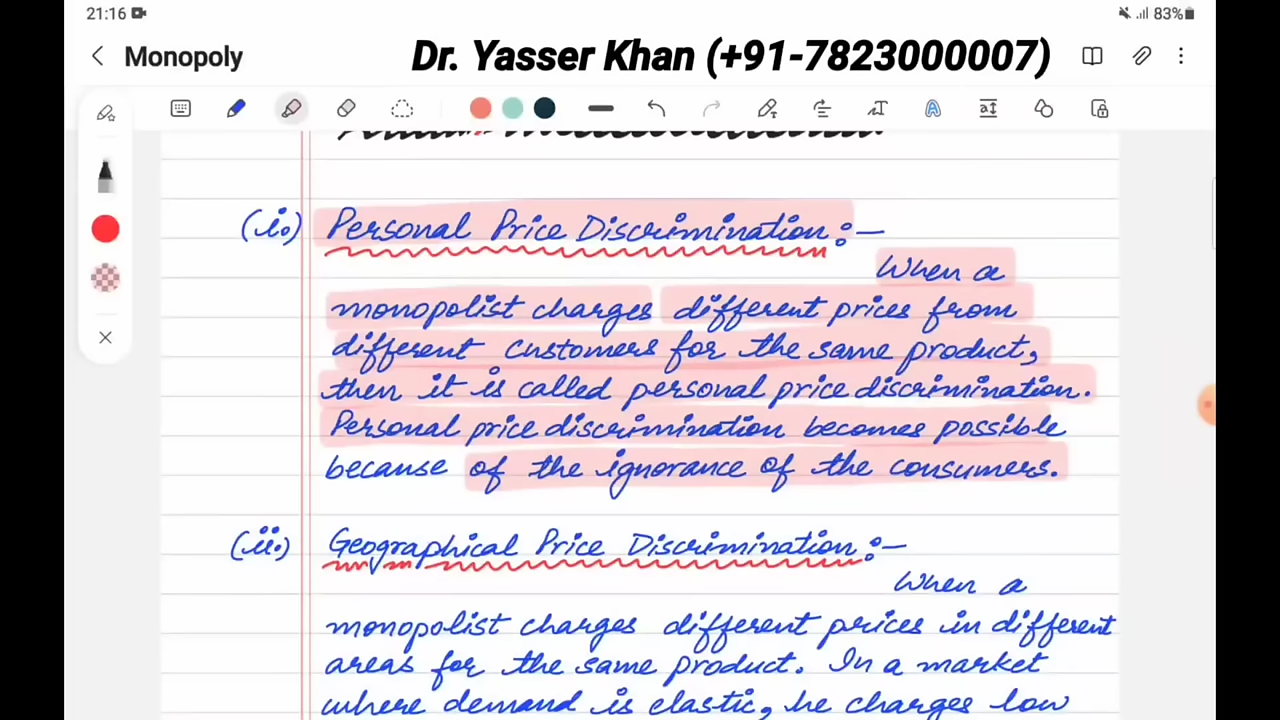 21:16
83%
Monopoly
Dr. Yasser Khan (+91-7823000007)
(i.) Personal Price Discrimination:-
When a
monopolist charges different prices from
different customers for the same product,
then it is called personal price discrimination.
Personal price discrimination becomes possible
because of the ignorance of the consumers.
(ii.) Geographical Price Discrimination:-
When a
monopolist charges different prices in different
areas for the same product. In a market
where demand is elastic, he charges low